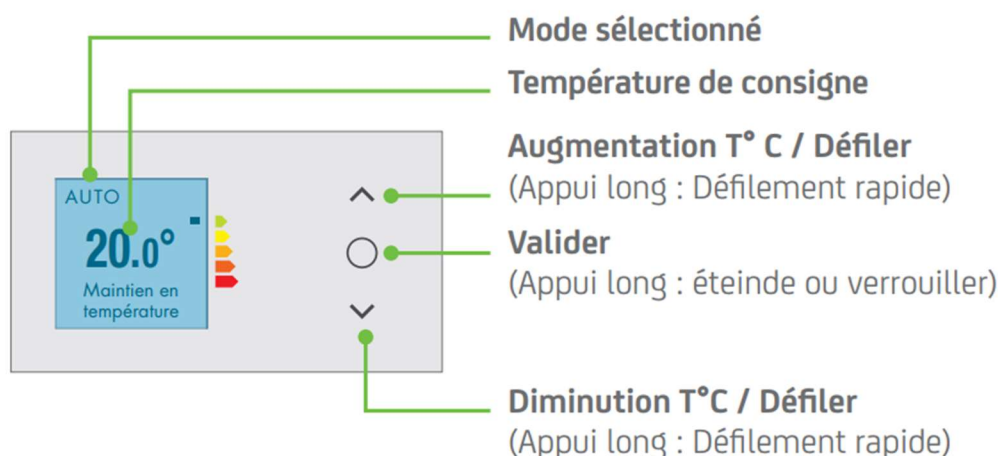 Mode sélectionné
Température de consigne
Augmentation T° C / Défiler
(Appui long : Défilement rapide)
AUTO
20.0°
Maintien en
température
Valider
(Appui long : éteinde ou verrouiller)
Diminution T°C / Défiler
(Appui long : Défilement rapide)